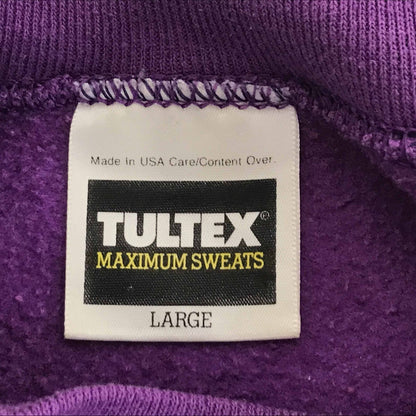 Made In USA Care/Content Over.
TULTEX®
MAXIMUM SWEATS
LARGE